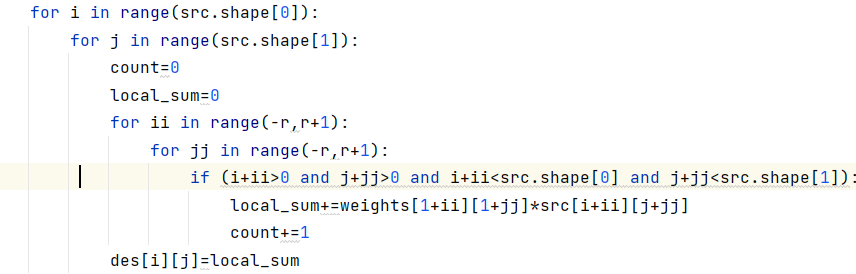 for i in range(src.shape[0]):
for j in range(src.shape[1]):
count=0
local_sum=0
for ii in range(-r,r+1):
for jj in range(-r,r+1):
if (i+ii>0 and j+jj>0 and i+ii<src.shape[0] and j+jj<src.shape[1]):
local_sum+=weights[1+ii][1+jj]*src[i+ii][j+jj]
count+=1
des[i][j]=local_sum